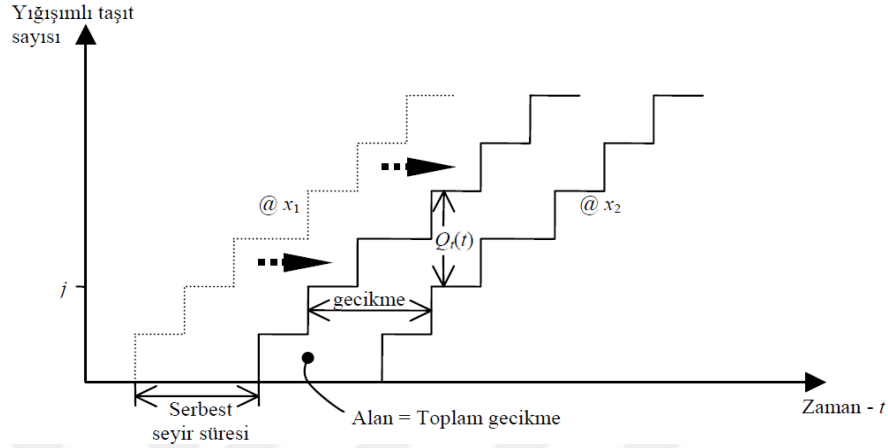 Yığışımlı taşıt
sayısı
@ x₁
@ x₂
Qₜ(t)
j
gecikme
Serbest
seyir süresi
Alan = Toplam gecikme
Zaman - t